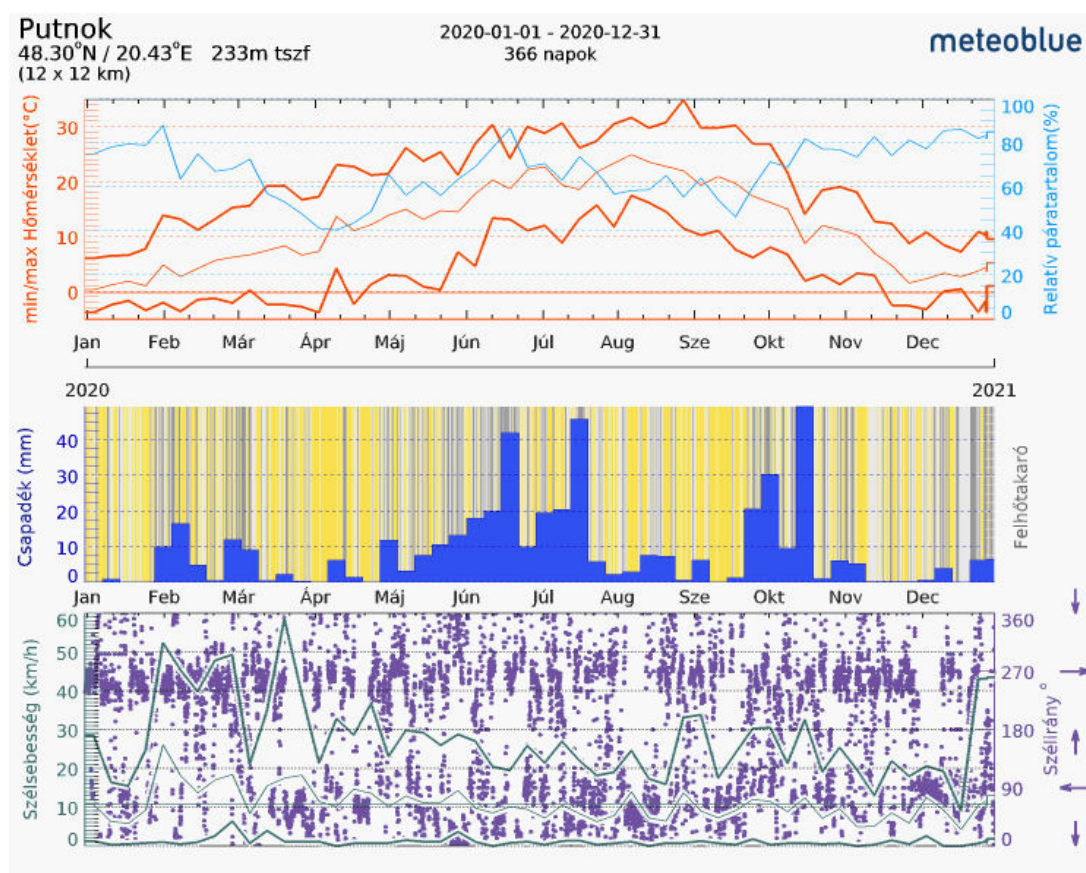 Putnok
48.30°N / 20.43°E 233m tszf
(12 x 12 km)
2020-01-01 - 2020-12-31
366 napok
meteoblue
min/max Hőmérséklet(°C)
30
20
10
0
100
80
60
40
20
0
Relatív páratartalom(%)
Jan Feb Már Ápr Máj Jún Júl Aug Sze Okt Nov Dec
2020 2021
Csapadék (mm)
40
30
20
10
0
Felhőtakaró
Jan Feb Már Ápr Máj Jún Júl Aug Sze Okt Nov Dec
Szélsebesség (km/h)
60
50
40
30
20
10
0
360
270
180
90
0
Szélirány °